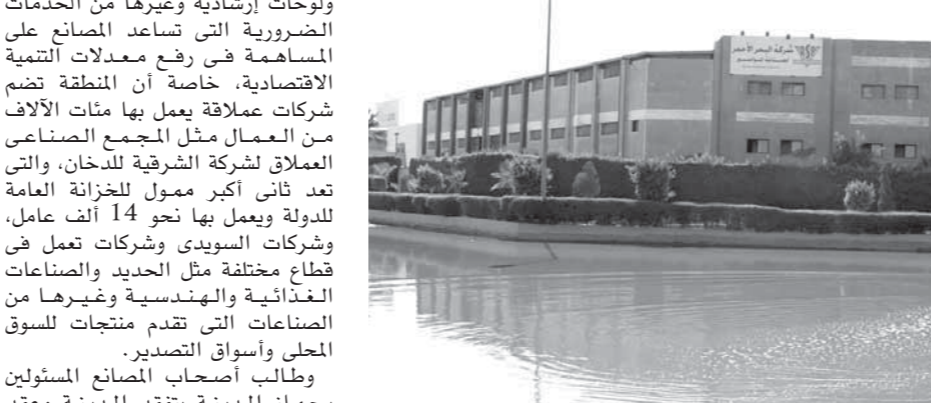 ولوحات إرشادية وغيرها من الخدمات
الضرورية التى تساعد المصانع على
المساهمة فى رفع معدلات التنمية
الاقتصادية، خاصة أن المنطقة تضم
شركات عملاقة يعمل بها مئات الآلاف
من العمال مثل المجمع الصناعى
العملاق لشركة الشرقية للدخان، والتى
تعد ثانى أكبر ممول للخزانة العامة
للدولة ويعمل بها نحو 14 ألف عامل،
وشركات السويدى وشركات تعمل فى
قطاع مختلفة مثل الحديد والصناعات
الغذائية والهندسية وغيرها من
الصناعات التى تقدم منتجات للسوق
المحلى وأسواق التصدير.
وطالب أصحاب المصانع المسئولين
شركة البحر الأحمر